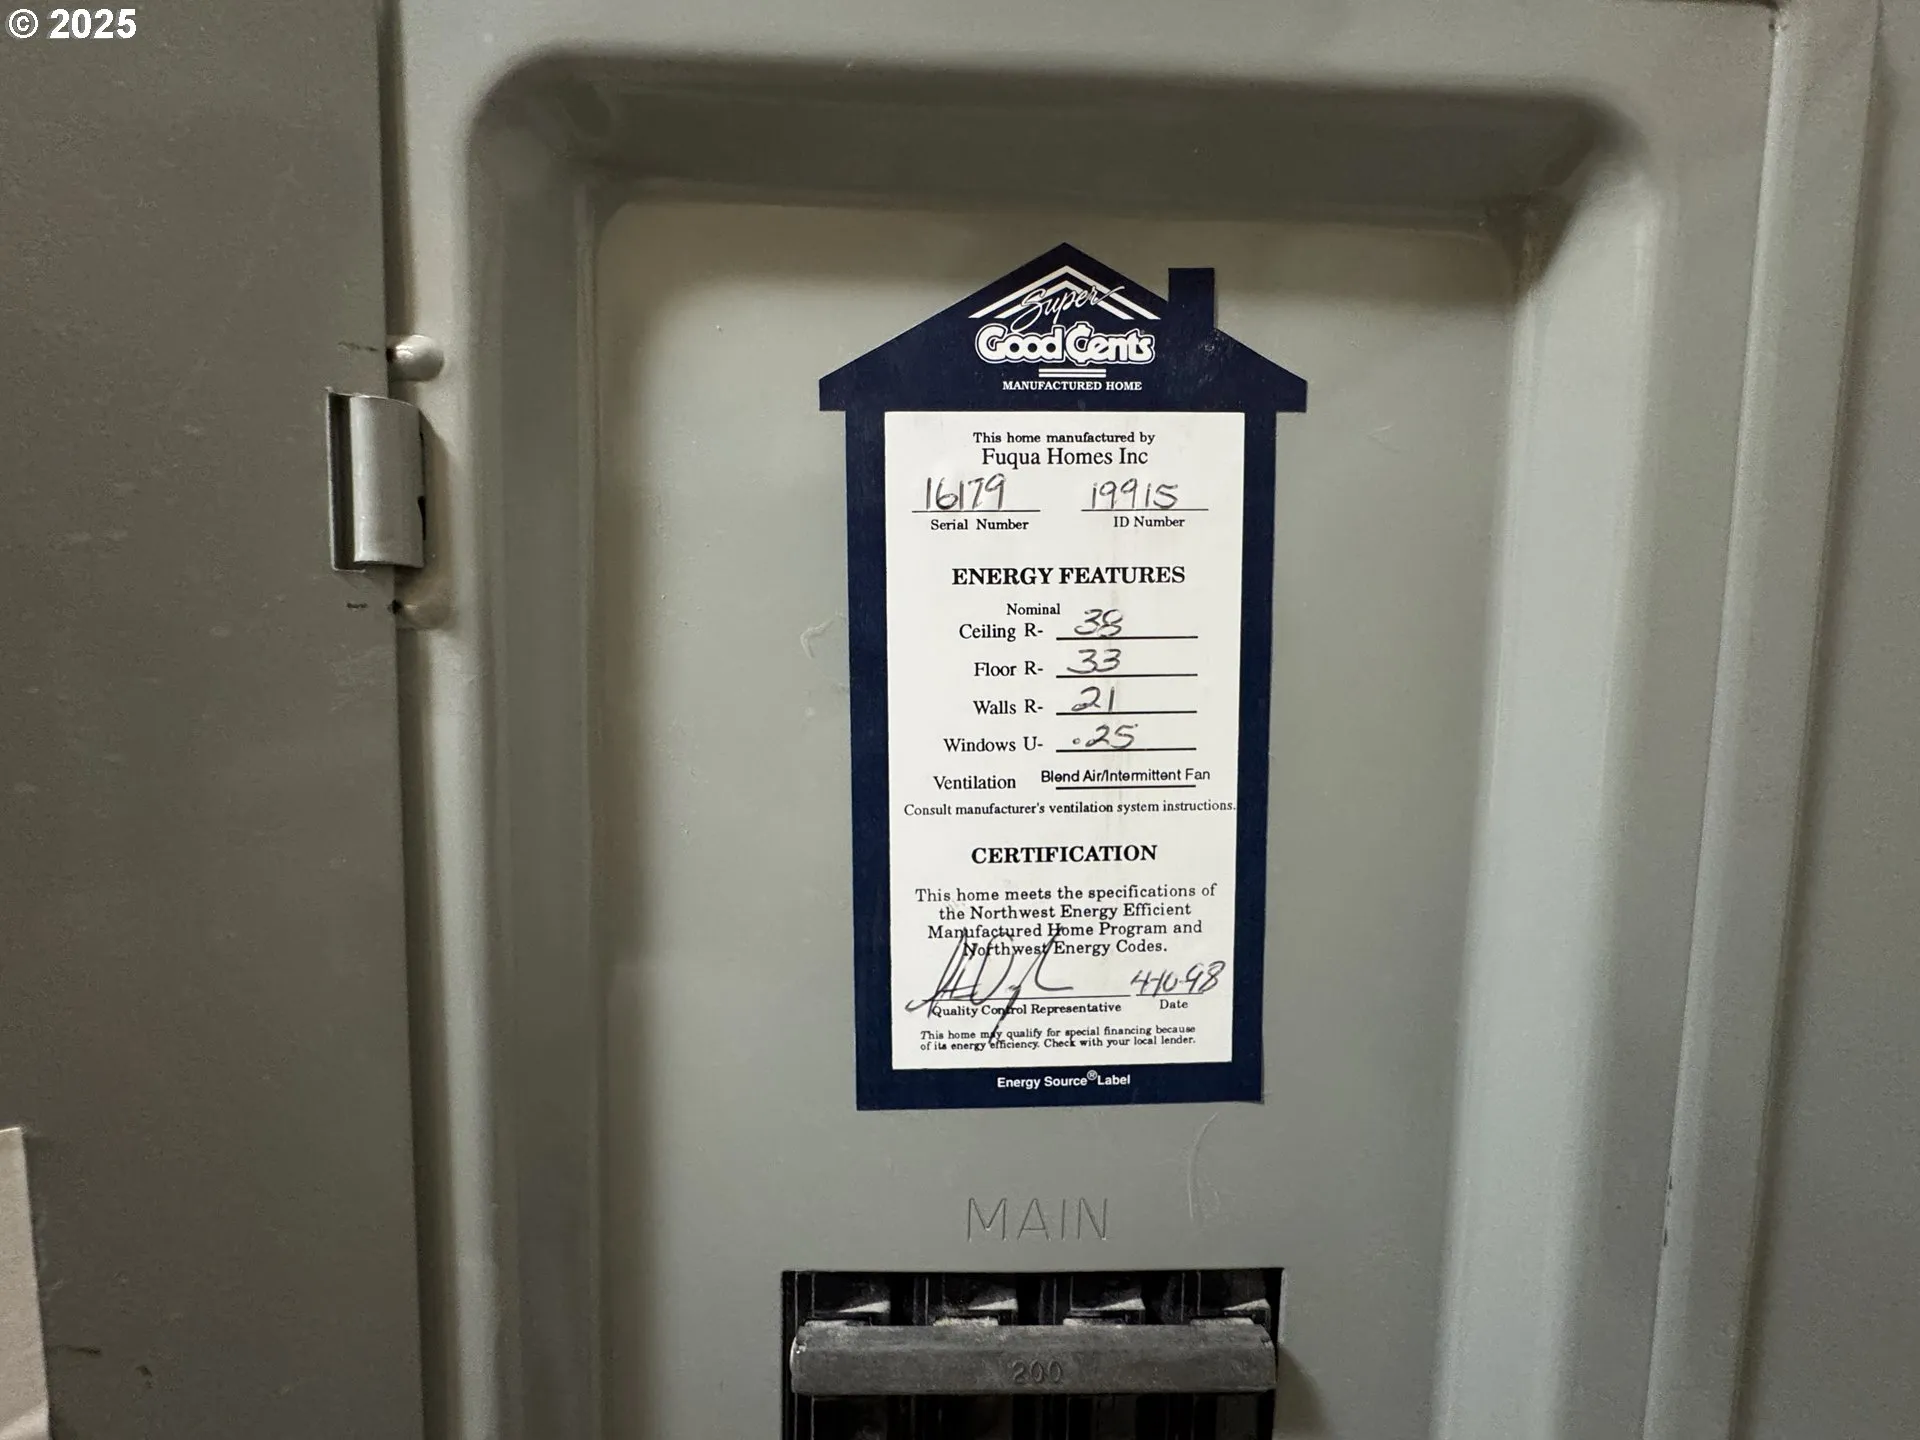 © 2025
Super
Good Cents
MANUFACTURED HOME
This home manufactured by
Fuqua Homes Inc
16179 19915
Serial Number ID Number
ENERGY FEATURES
Nominal
Ceiling R- 38
Floor R- 33
Walls R- 21
Windows U- .25
Ventilation Blend Air/Intermittent Fan
Consult manufacturer's ventilation system instructions.
CERTIFICATION
This home meets the specifications of
the Northwest Energy Efficient
Manufactured Home Program and
Northwest Energy Codes.
4-10-98
Quality Control Representative Date
This home may qualify for special financing because
of its energy efficiency. Check with your local lender.
Energy Source® Label
MAIN
200